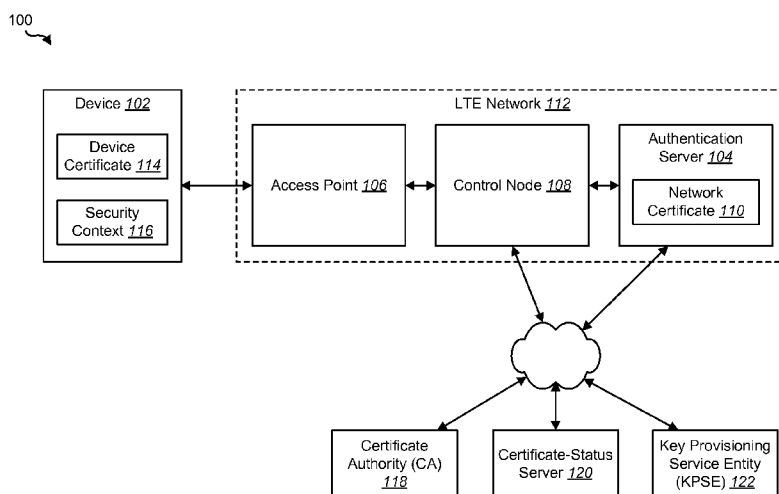 100
Device 102
Device
Certificate 114
Security
Context 116
LTE Network 112
Access Point 106
Control Node 108
Authentication
Server 104
Network
Certificate 110
Certificate
Authority (CA)
118
Certificate-Status
Server 120
Key Provisioning
Service Entity
(KPSE) 122